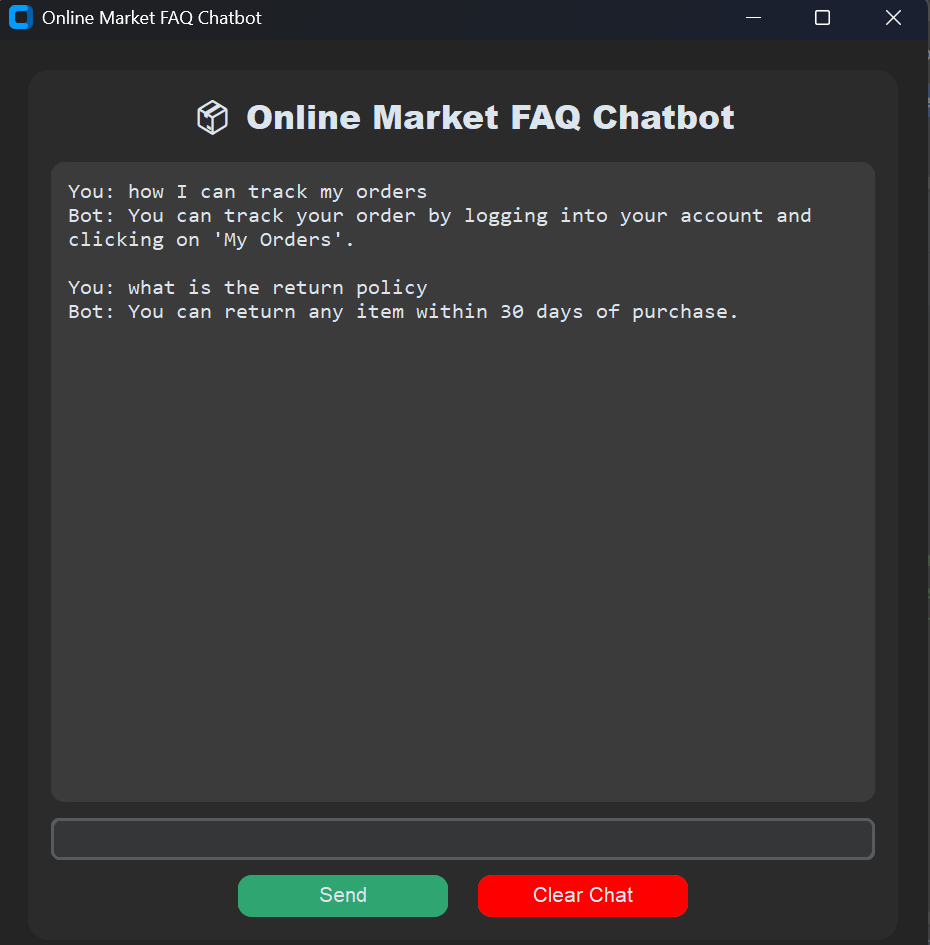 Online Market FAQ Chatbot
Online Market FAQ Chatbot
You: how I can track my orders
Bot: You can track your order by logging into your account and
clicking on 'My Orders'.
You: what is the return policy
Bot: You can return any item within 30 days of purchase.
Send
Clear Chat